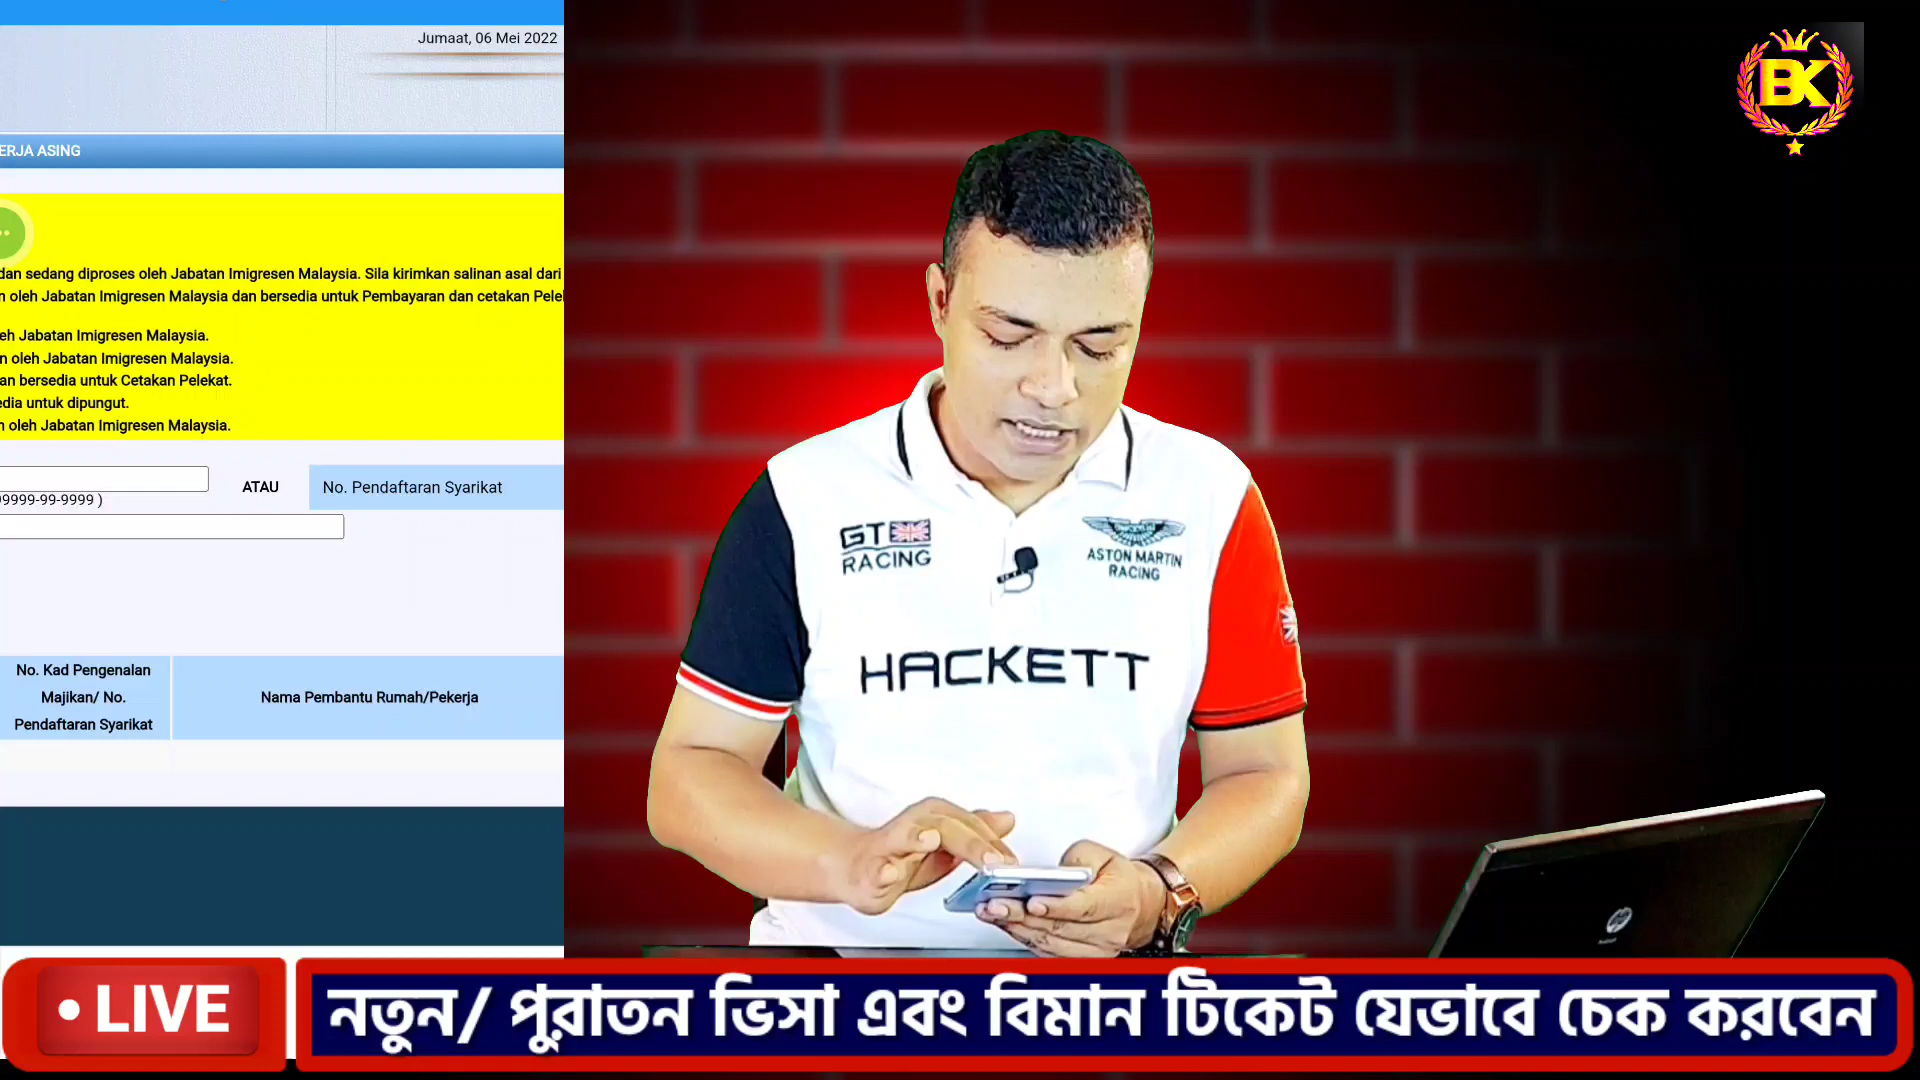 Jumaat, 06 Mei 2022
ERJA ASING
dan sedang diproses oleh Jabatan Imigresen Malaysia. Sila kirimkan salinan asal dari
n oleh Jabatan Imigresen Malaysia dan bersedia untuk Pembayaran dan cetakan Pelek
eh Jabatan Imigresen Malaysia.
n oleh Jabatan Imigresen Malaysia.
an bersedia untuk Cetakan Pelekat.
edia untuk dipungut.
n oleh Jabatan Imigresen Malaysia.
ATAU
No. Pendaftaran Syarikat
99999-99-9999 )
No. Kad Pengenalan
Majikan/ No.
Pendaftaran Syarikat
Nama Pembantu Rumah/Pekerja
BK
GT
RACING
ASTON MARTIN
RACING
HACKETT
hp
• LIVE
নতুন/ পুরাতন ভিসা এবং বিমান টিকেট যেভাবে চেক করবেন